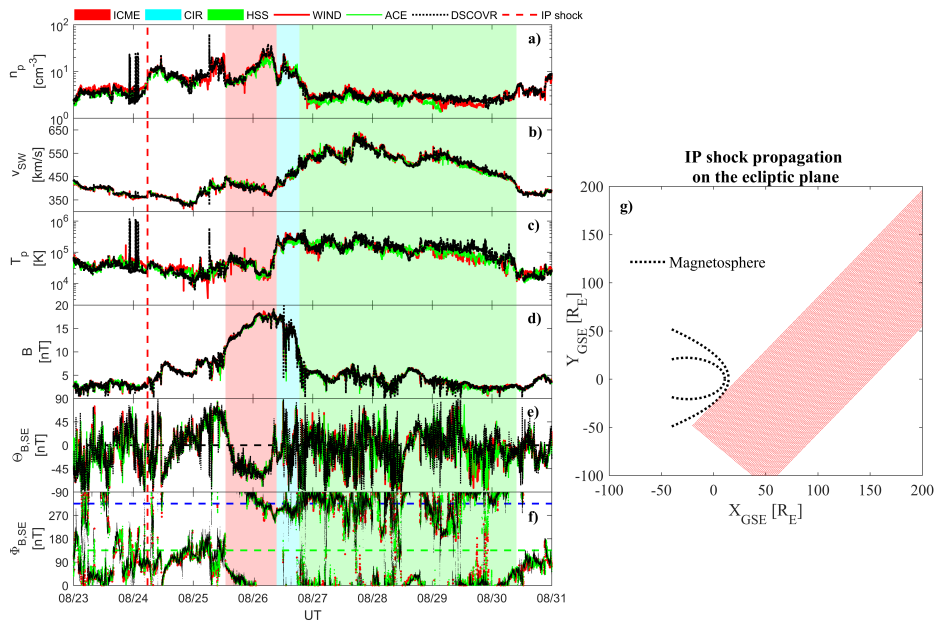 ICME CIR HSS WIND ACE DSCOVR IP shock
10^2
10^1
10^0
n_p
[cm^-3]
a)
650
550
450
350
v_SW
[km/s]
b)
10^6
10^5
10^4
T_p
[K]
c)
20
15
10
5
B
[nT]
d)
90
45
0
-45
-90
Θ_B,SE
[nT]
e)
270
180
90
0
Φ_B,SE
[nT]
f)
08/23 08/24 08/25 08/26 08/27 08/28 08/29 08/30 08/31
UT
IP shock propagation
on the ecliptic plane
g)
Magnetosphere
200
150
100
50
0
-50
-100
Y_GSE [R_E]
-100 -50 0 50 100 150 200
X_GSE [R_E]